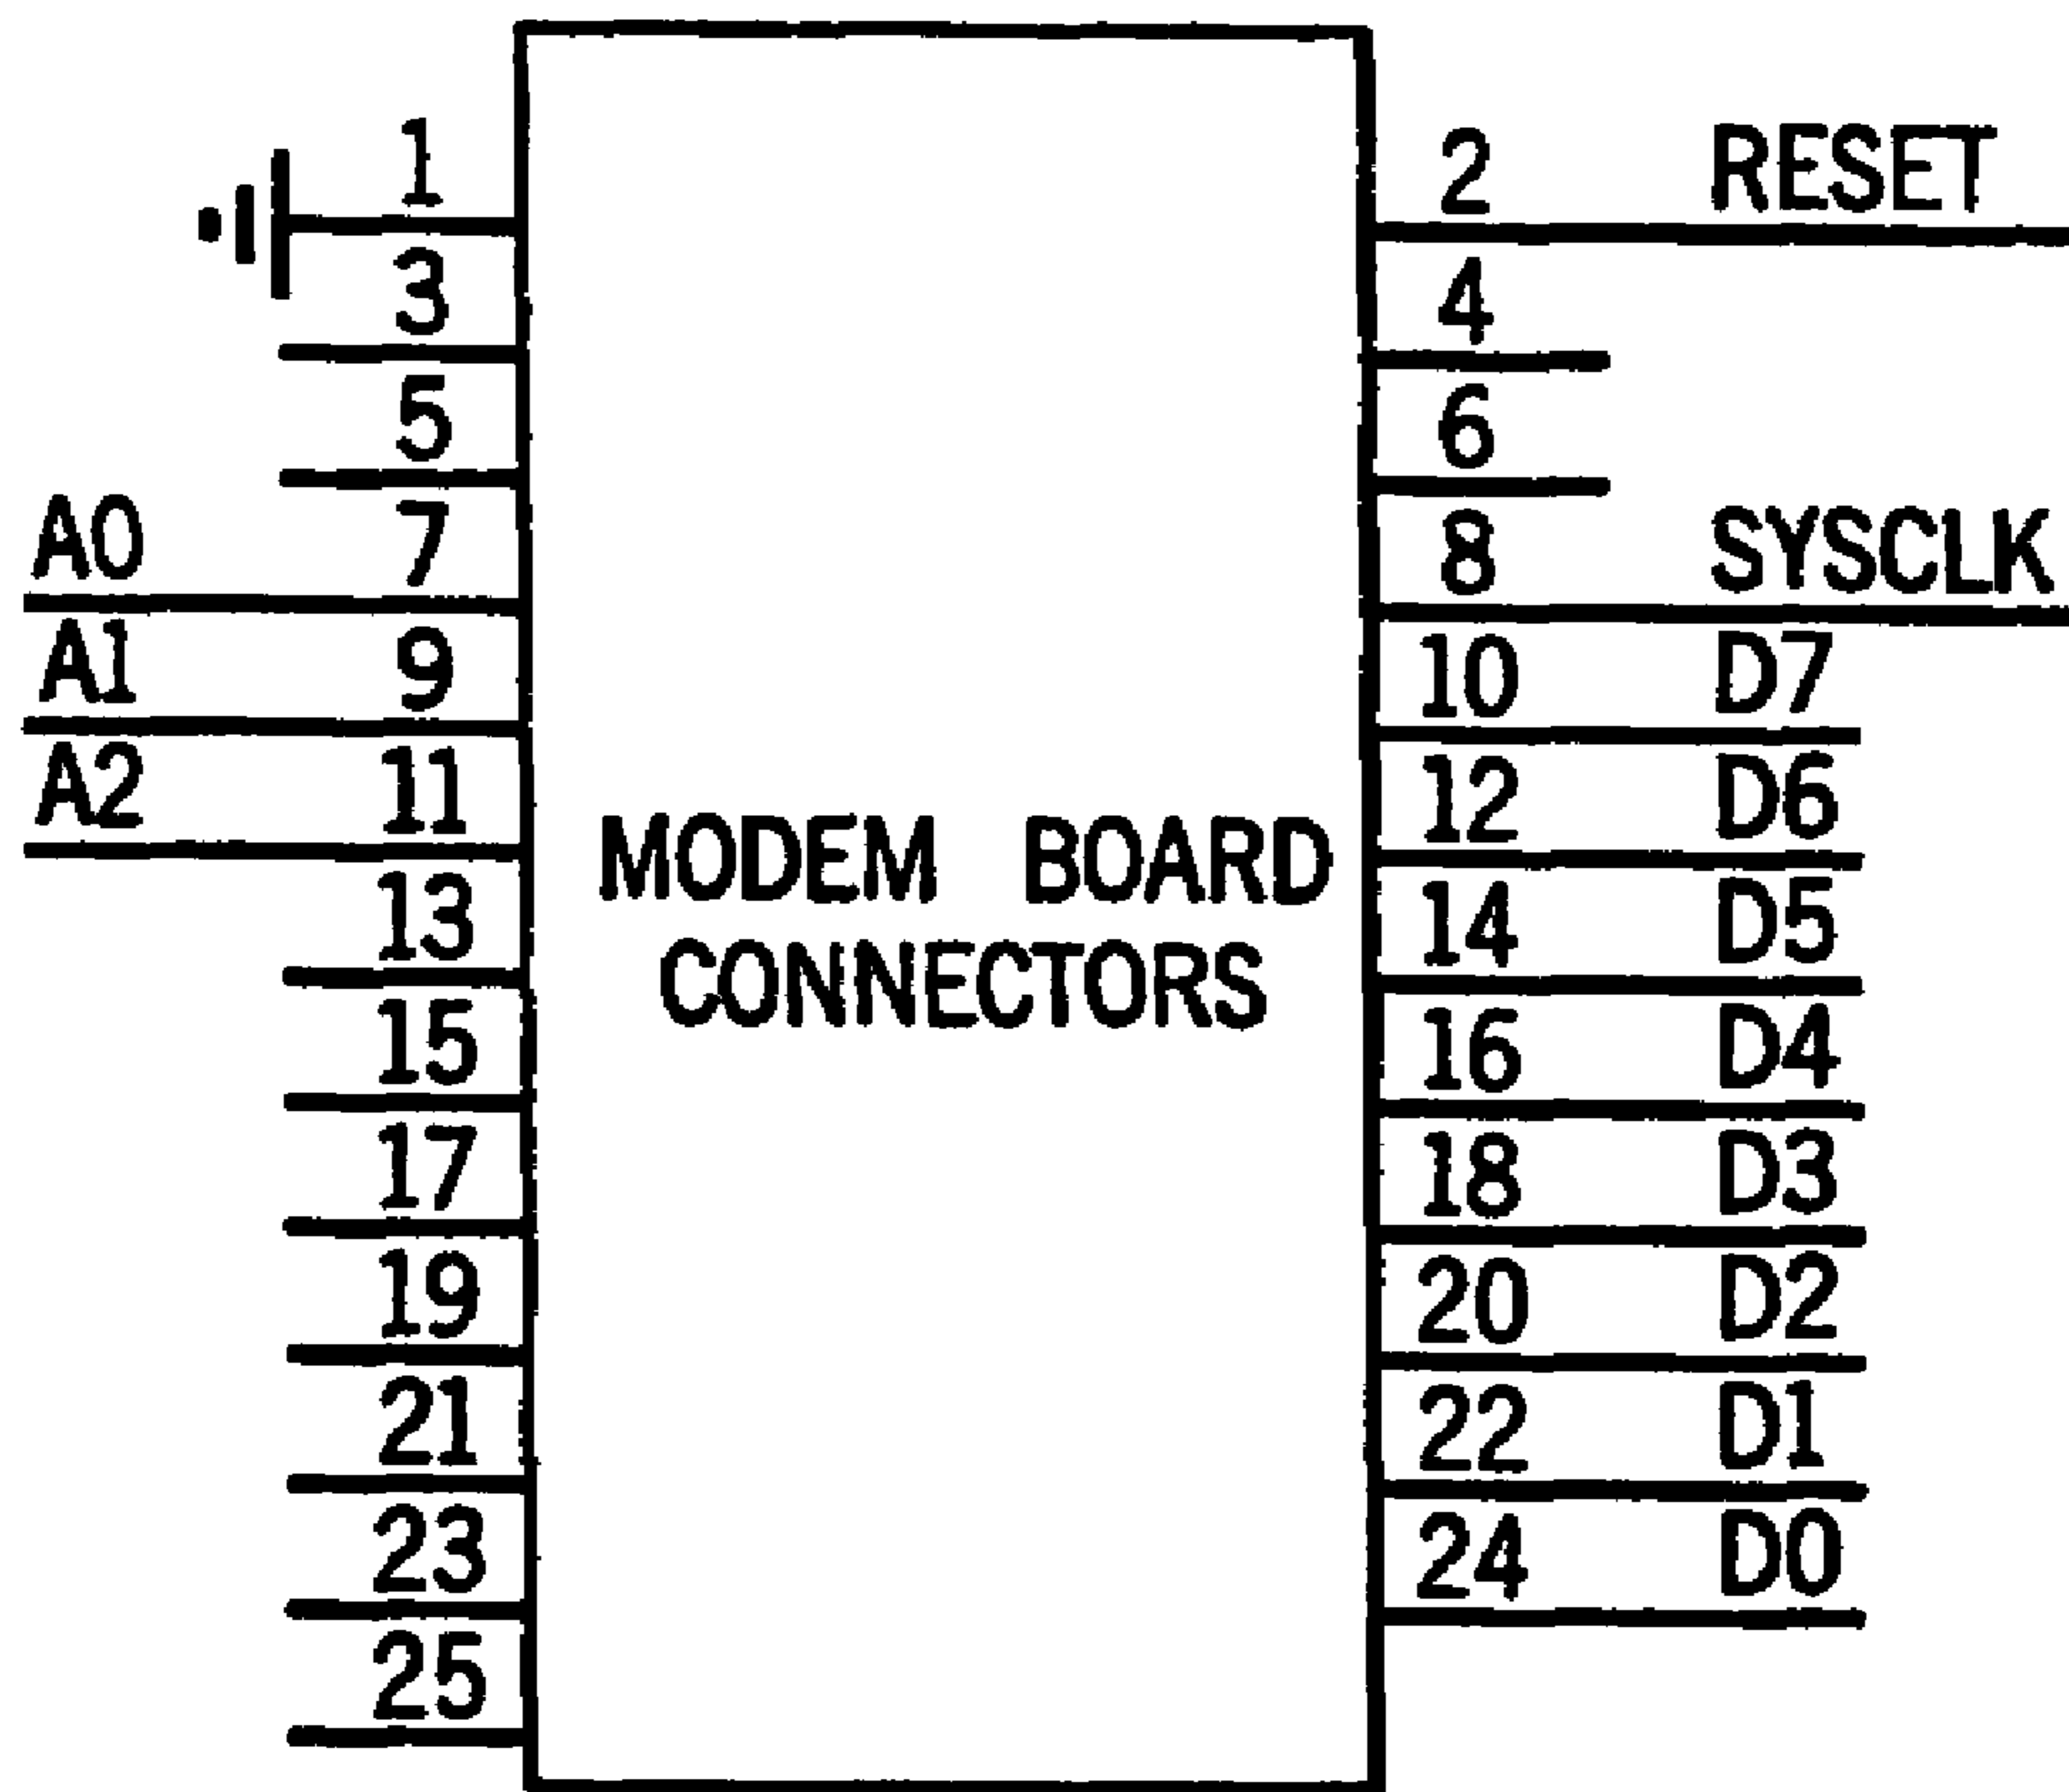 1
2 RESET
3
4
5
6
A0 7
8 SYSCLK
A1 9
10 D7
A2 11
12 D6
MODEM BOARD
13
14 D5
CONNECTORS
15
16 D4
17
18 D3
19
20 D2
21
22 D1
23
24 D0
25